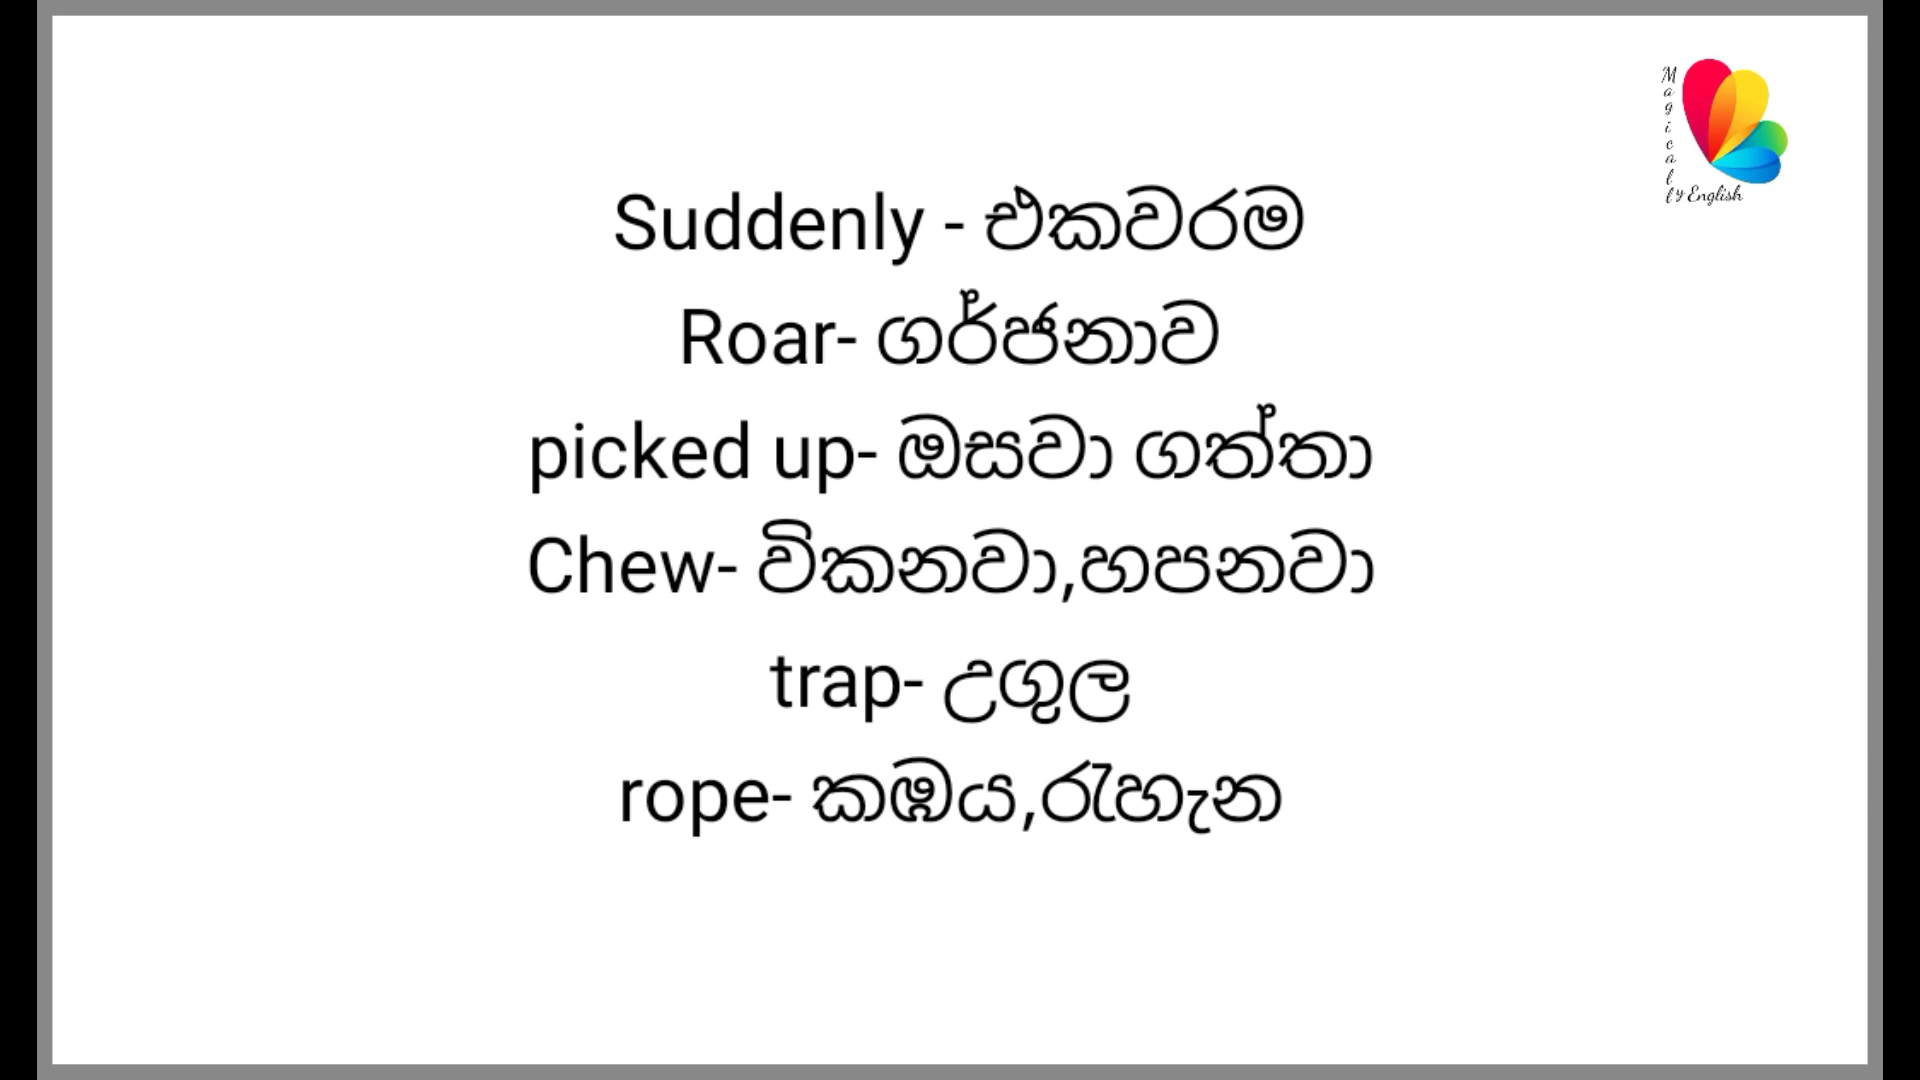 Magically English
Suddenly - එකවරම
Roar- ගර්ජනාව
picked up- ඔසවා ගත්තා
Chew- විකනවා,හපනවා
trap- උගුල
rope- කඹය,රැහැන